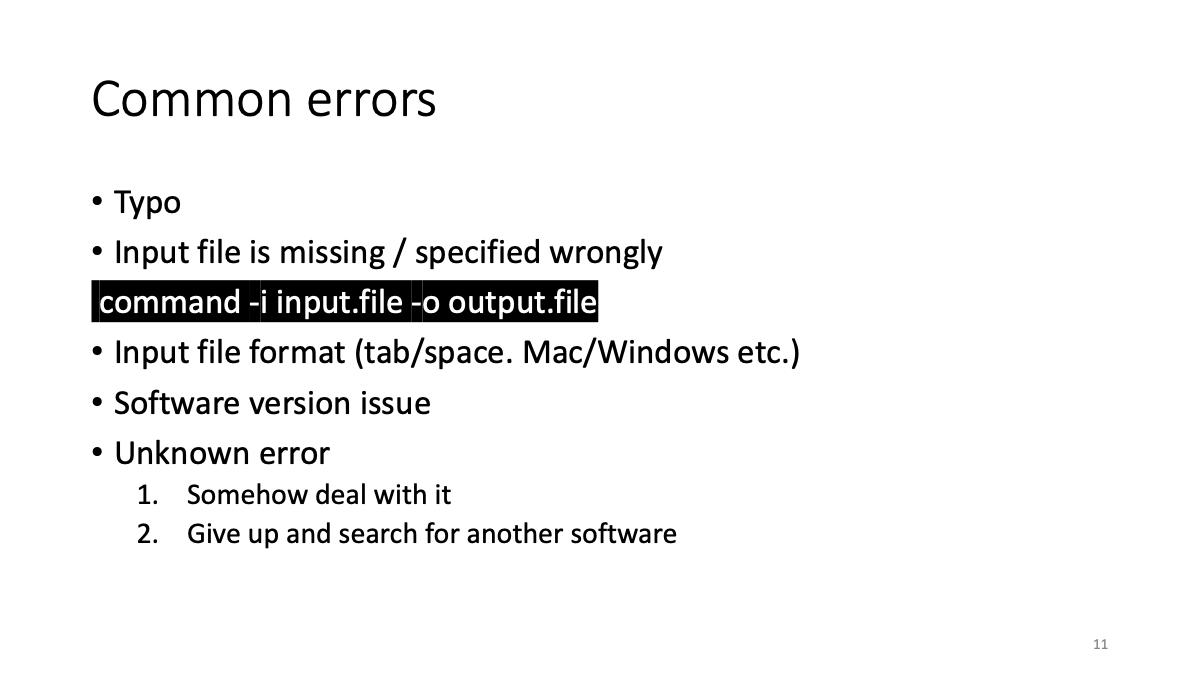 Common errors
• Typo
• Input file is missing / specified wrongly
command -i input.file -o output.file
• Input file format (tab/space. Mac/Windows etc.)
• Software version issue
• Unknown error
1. Somehow deal with it
2. Give up and search for another software
11